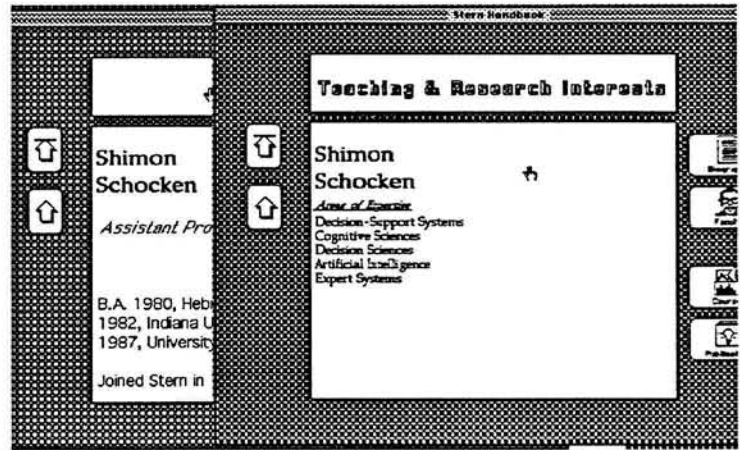 Stern Handbook
Shimon
Schocken
Assistant Pro
B.A. 1980, Heb
1982, Indiana U
1987, University
Joined Stern in
Teaching & Research Interests
Shimon
Schocken
Areas of Expertise
Decision-Support Systems
Cognitive Sciences
Decision Sciences
Artificial Intelligence
Expert Systems